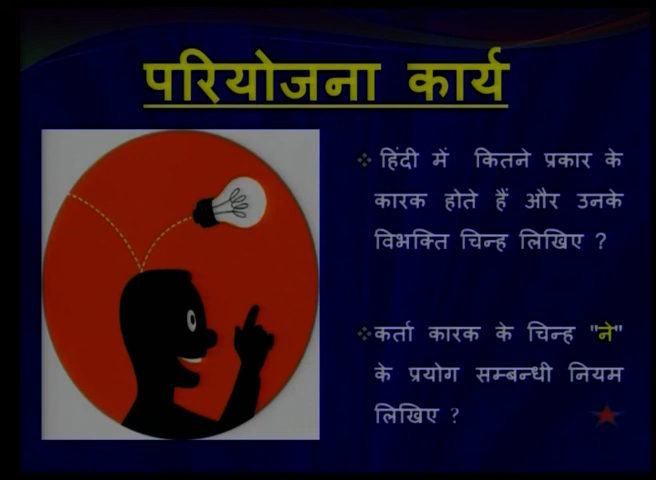 परियोजना कार्य
हिंदी में कितने प्रकार के
कारक होते हैं और उनके
विभक्ति चिन्ह लिखिए ?
कर्ता कारक के चिन्ह "ने"
के प्रयोग सम्बन्धी नियम
लिखिए ?